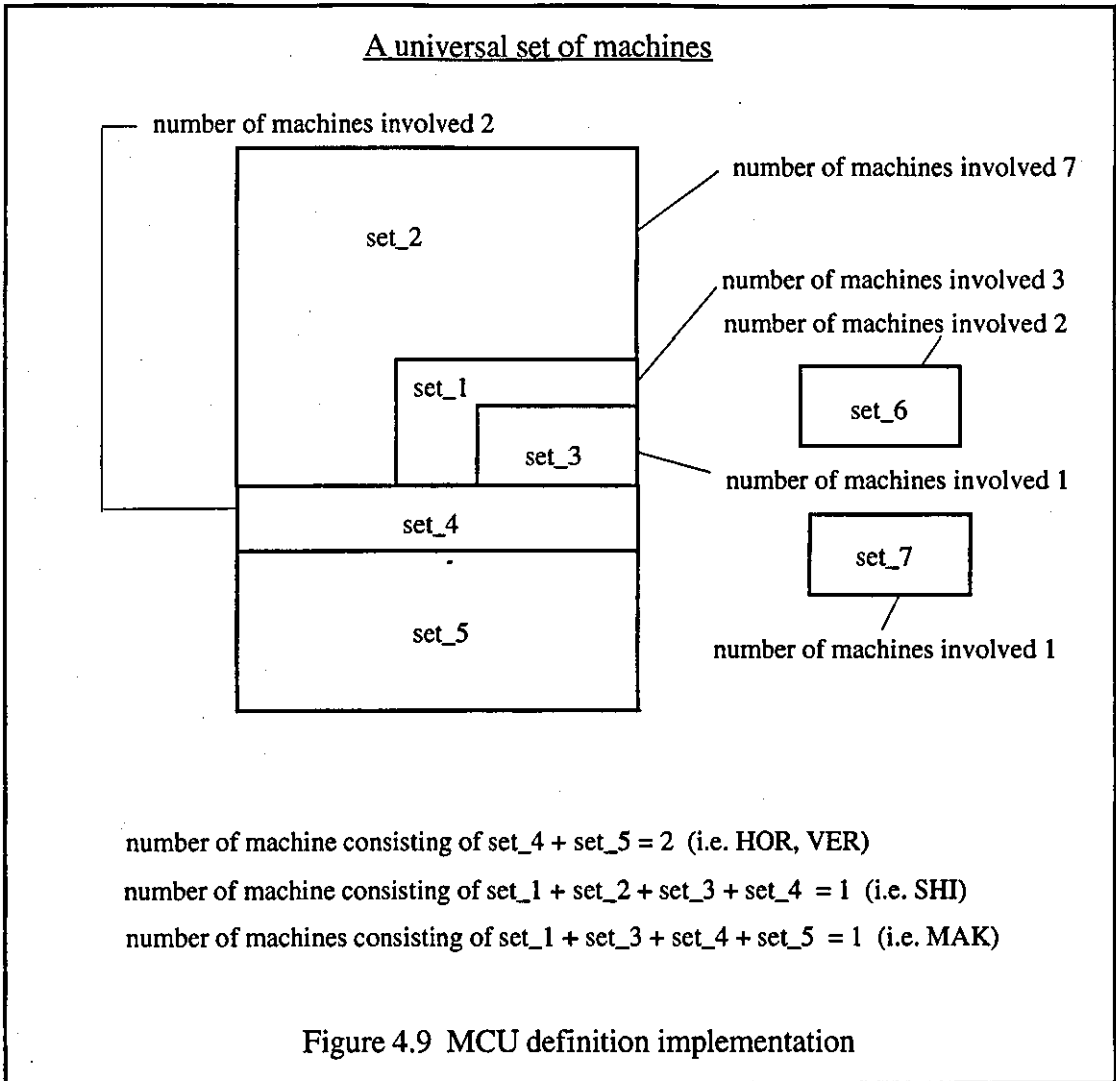 A universal set of machines
number of machines involved 2
number of machines involved 7
set_2
number of machines involved 3
number of machines involved 2
set_1
set_6
set_3
number of machines involved 1
set_4
set_7
set_5
number of machines involved 1
number of machine consisting of set_4 + set_5 = 2 (i.e. HOR, VER)
number of machine consisting of set_1 + set_2 + set_3 + set_4 = 1 (i.e. SHI)
number of machines consisting of set_1 + set_3 + set_4 + set_5 = 1 (i.e. MAK)
Figure 4.9 MCU definition implementation